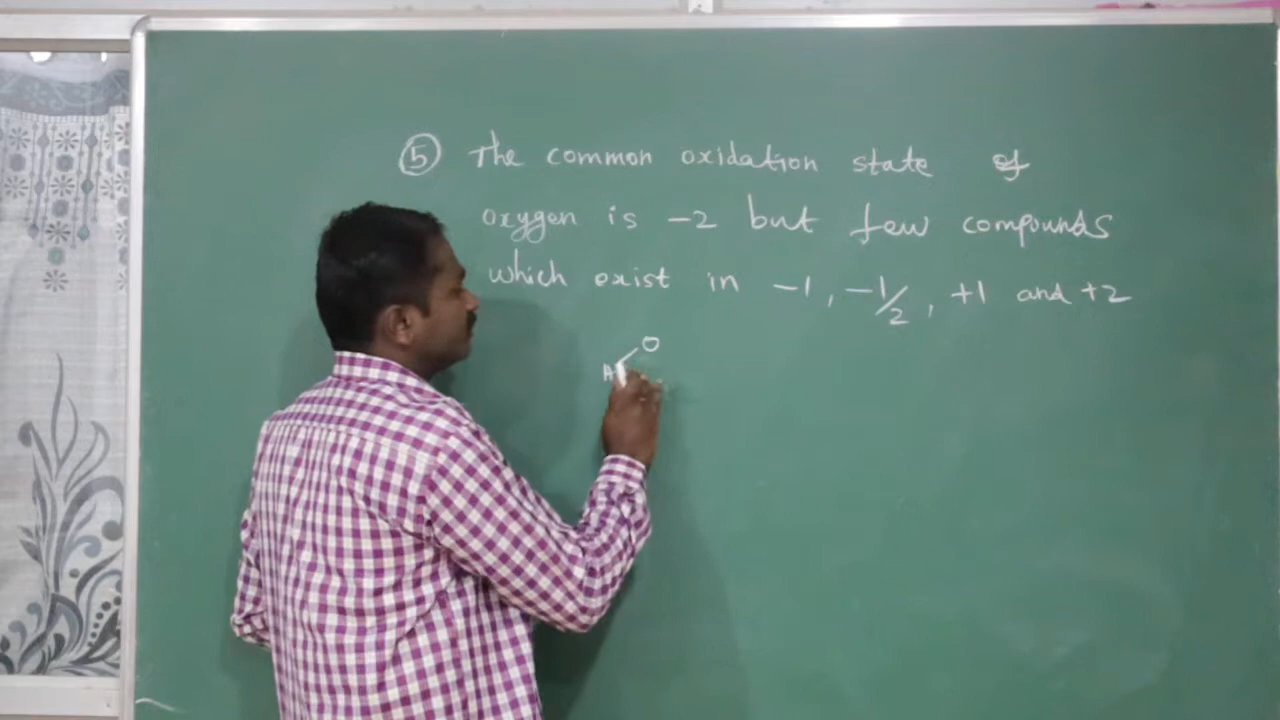 ⑤ The common oxidation state of
oxygen is -2 but few compounds
which exist in -1, -1/2, +1 and +2
O
H